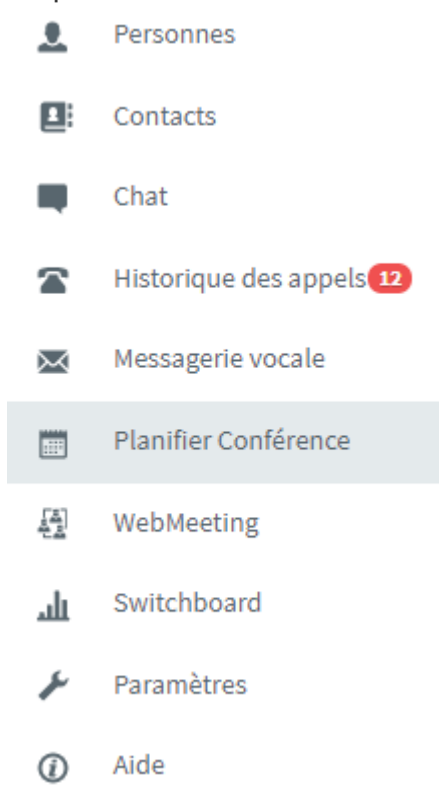 Personnes
Contacts
Chat
Historique des appels 12
Messagerie vocale
Planifier Conférence
WebMeeting
Switchboard
Paramètres
Aide